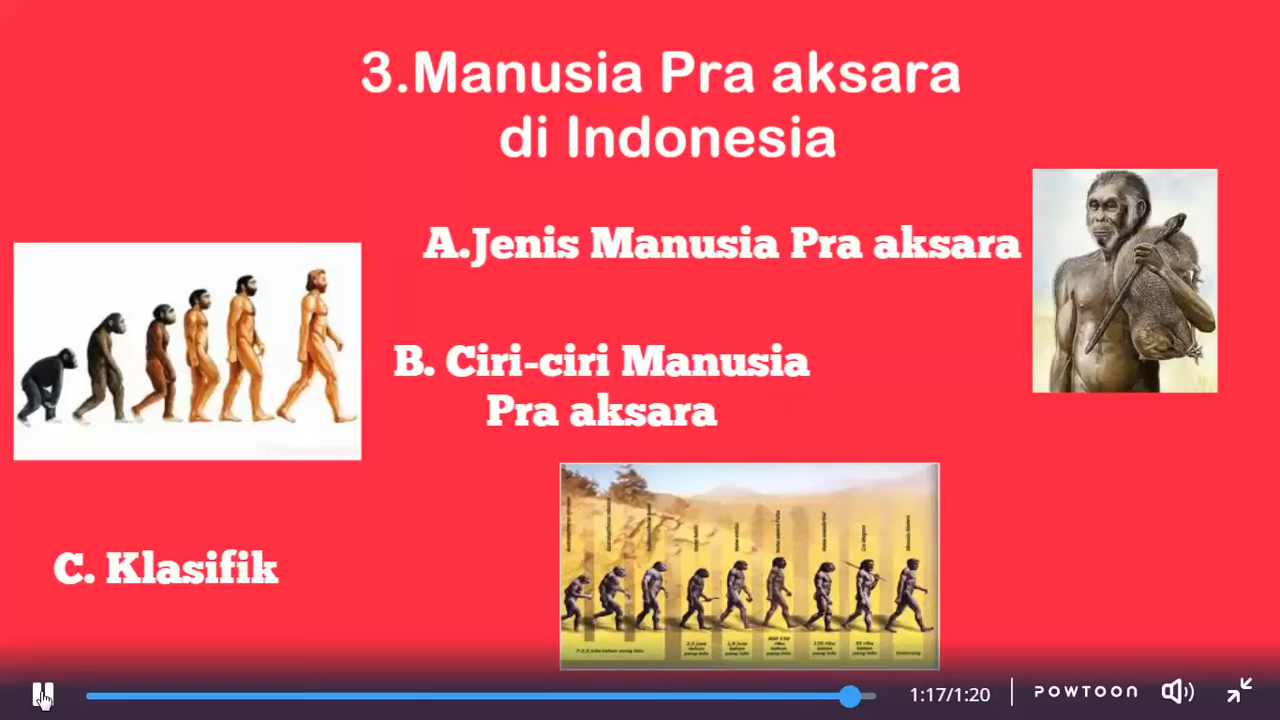 3.Manusia Pra aksara
di Indonesia
A.Jenis Manusia Pra aksara
B. Ciri-ciri Manusia
Pra aksara
C. Klasifik
1:17/1:20
POWTOON